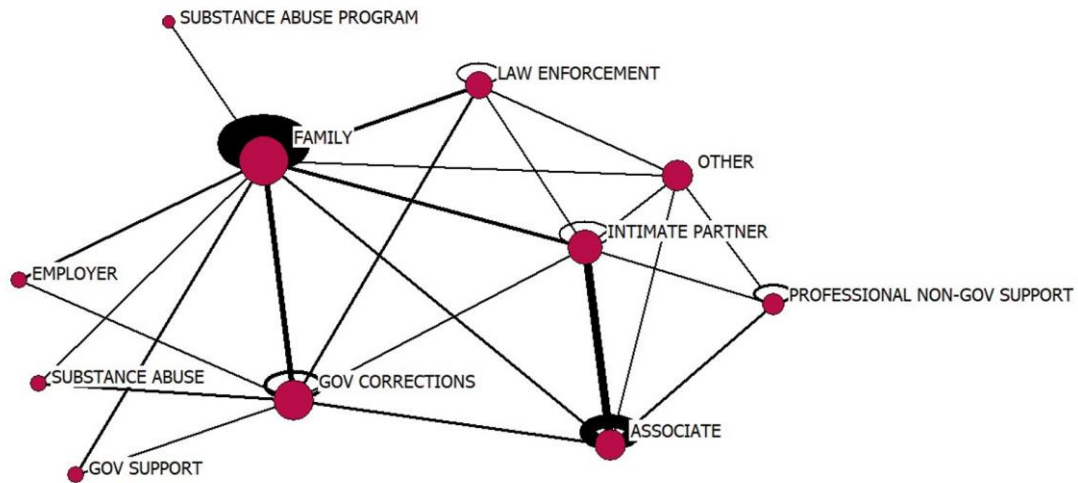 SUBSTANCE ABUSE PROGRAM
LAW ENFORCEMENT
FAMILY
OTHER
INTIMATE PARTNER
EMPLOYER
PROFESSIONAL NON-GOV SUPPORT
SUBSTANCE ABUSE
GOV CORRECTIONS
ASSOCIATE
GOV SUPPORT